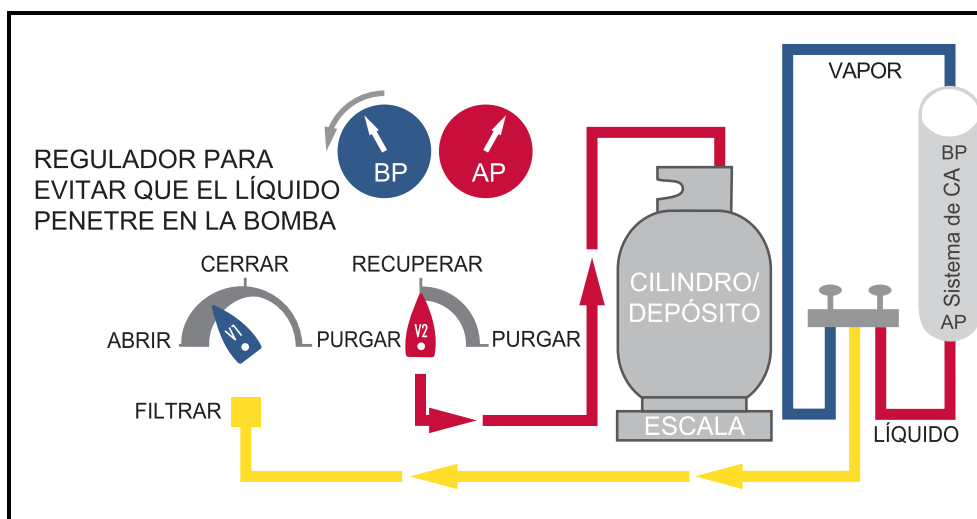 REGULADOR PARA
EVITAR QUE EL LÍQUIDO
PENETRE EN LA BOMBA
BP
AP
CERRAR
ABRIR
PURGAR
V1
RECUPERAR
PURGAR
V2
FILTRAR
CILINDRO/
DEPÓSITO
ESCALA
VAPOR
BP
Sistema de CA
AP
LÍQUIDO